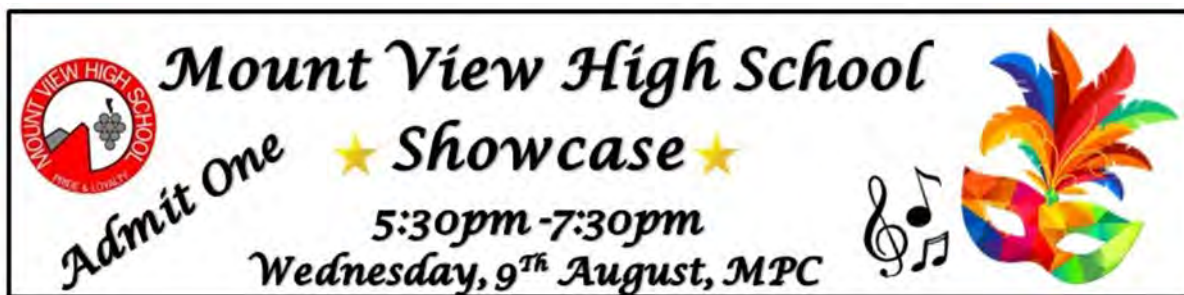 Mount View High School
Showcase
Admit One
5:30pm -7:30pm
Wednesday, 9Th August, MPC
MOUNT VIEW HIGH SCHOOL
PRIDE & LOYALTY